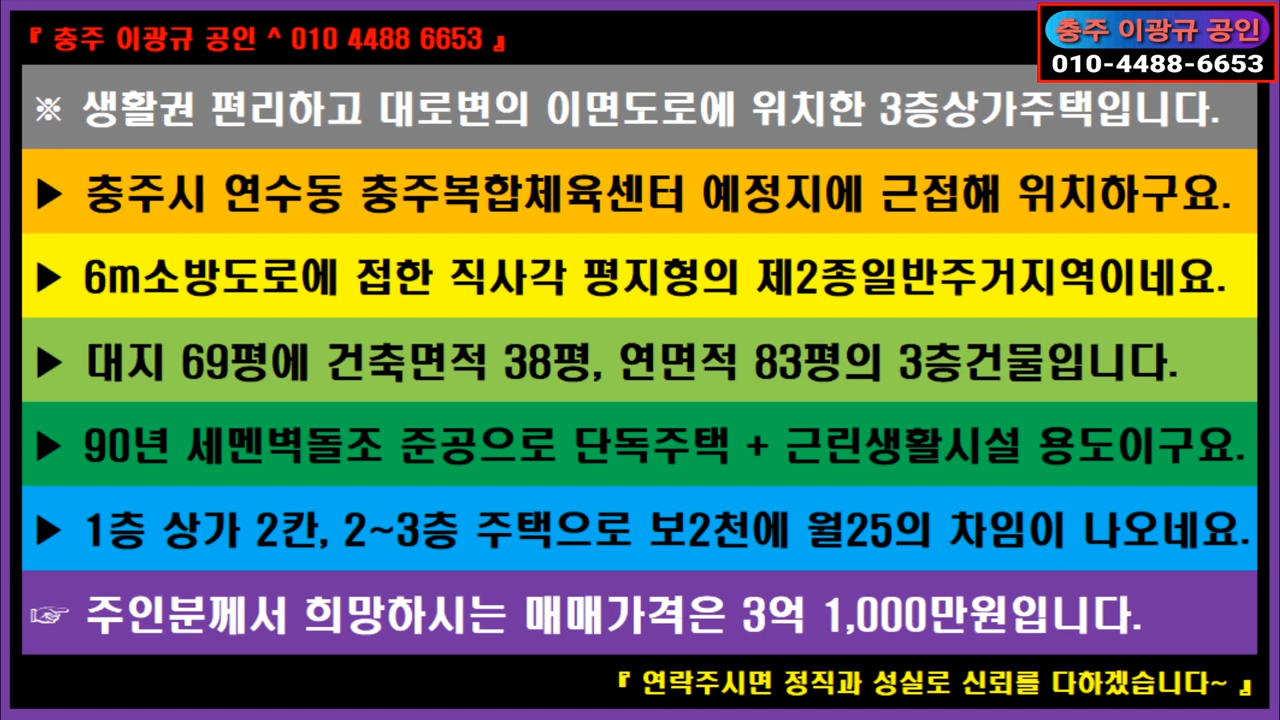 『 충주 이광규 공인 ^ 010 4488 6653 』
충주 이광규 공인
010-4488-6653
※ 생활권 편리하고 대로변의 이면도로에 위치한 3층상가주택입니다.
▶ 충주시 연수동 충주복합체육센터 예정지에 근접해 위치하구요.
▶ 6m소방도로에 접한 직사각 평지형의 제2종일반주거지역이네요.
▶ 대지 69평에 건축면적 38평, 연면적 83평의 3층건물입니다.
▶ 90년 세멘벽돌조 준공으로 단독주택 + 근린생활시설 용도이구요.
▶ 1층 상가 2칸, 2~3층 주택으로 보2천에 월25의 차임이 나오네요.
☞ 주인분께서 희망하시는 매매가격은 3억 1,000만원입니다.
『 연락주시면 정직과 성실로 신뢰를 다하겠습니다~ 』